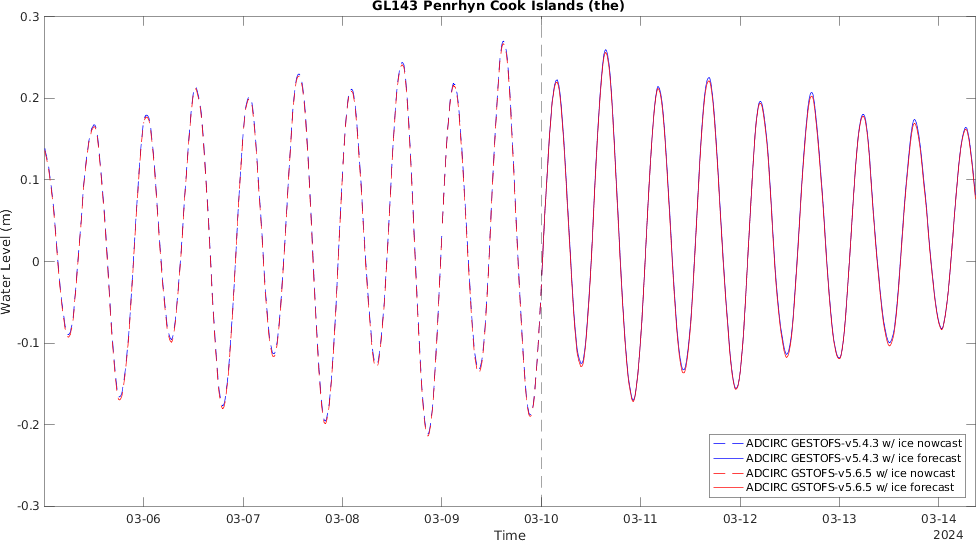 GL143 Penrhyn Cook Islands (the)
0.3
0.2
0.1
0
-0.1
-0.2
-0.3
Water Level (m)
ADCIRC GESTOFS-v5.4.3 w/ ice nowcast
ADCIRC GESTOFS-v5.4.3 w/ ice forecast
ADCIRC GSTOFS-v5.6.5 w/ ice nowcast
ADCIRC GSTOFS-v5.6.5 w/ ice forecast
03-06 03-07 03-08 03-09 03-10 03-11 03-12 03-13 03-14
Time
2024